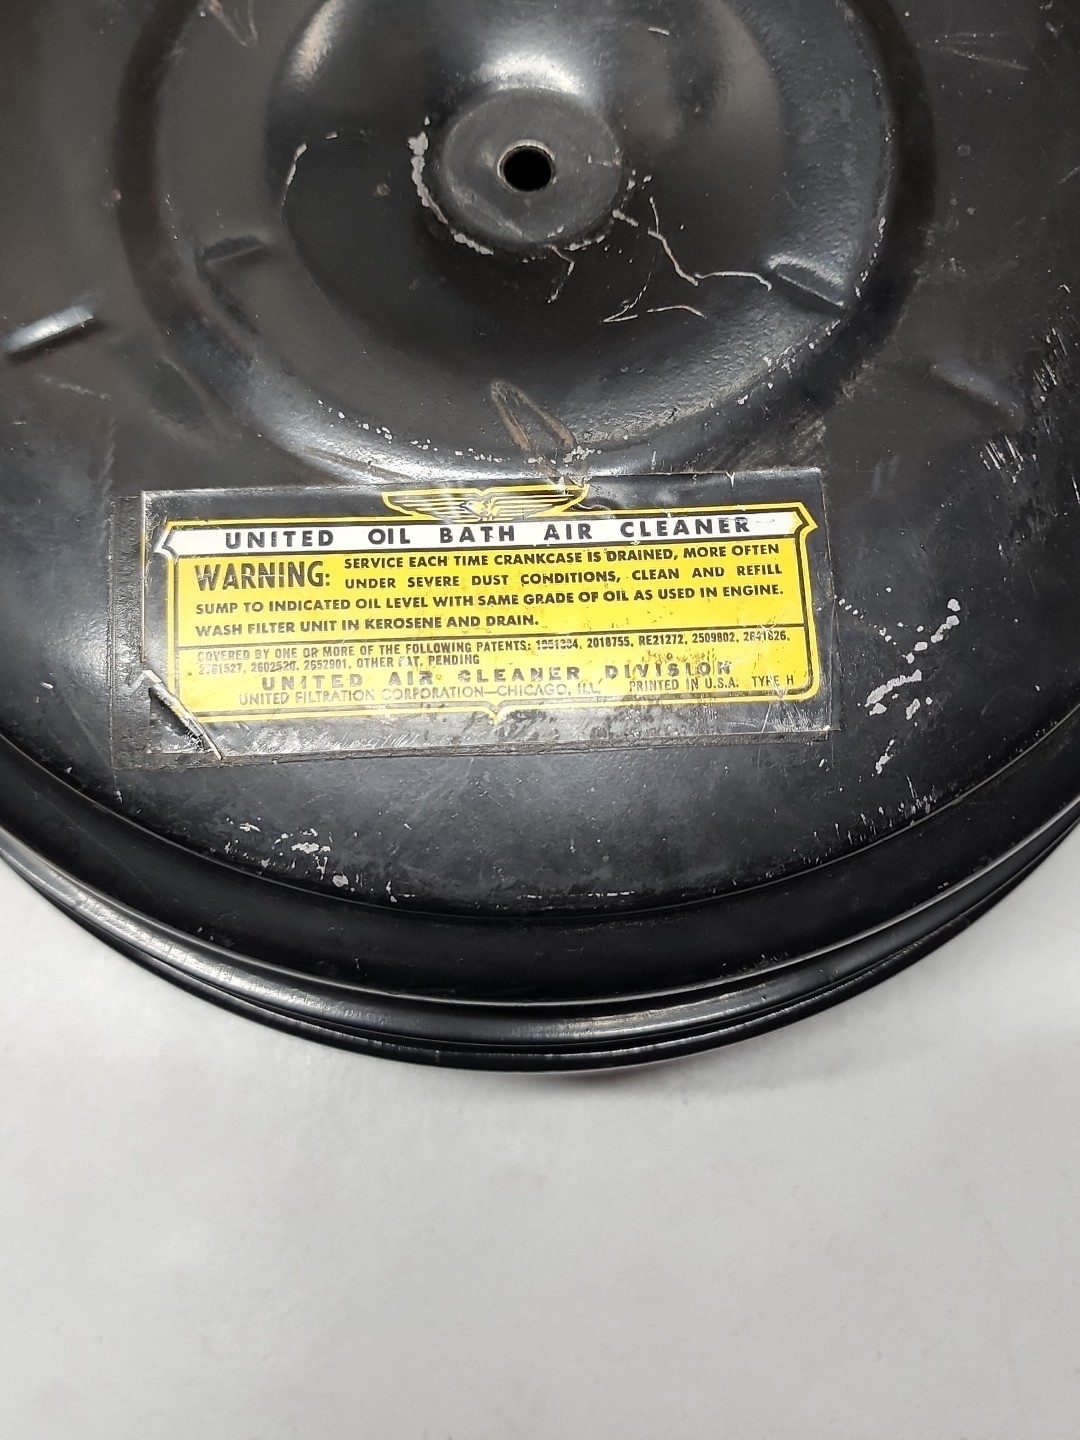 UNITED OIL BATH AIR CLEANER
WARNING: SERVICE EACH TIME CRANKCASE IS DRAINED, MORE OFTEN
UNDER SEVERE DUST CONDITIONS, CLEAN AND REFILL
SUMP TO INDICATED OIL LEVEL WITH SAME GRADE OF OIL AS USED IN ENGINE.
WASH FILTER UNIT IN KEROSENE AND DRAIN.
COVERED BY ONE OR MORE OF THE FOLLOWING PATENTS: 2018755, RE21272, 2509802,
2652901. OTHER PAT. PENDING
UNITED AIR CLEANER DIVISION
UNITED FILTRATION CORPORATION—CHICAGO, ILL. PRINTED IN U.S.A. TYPE H